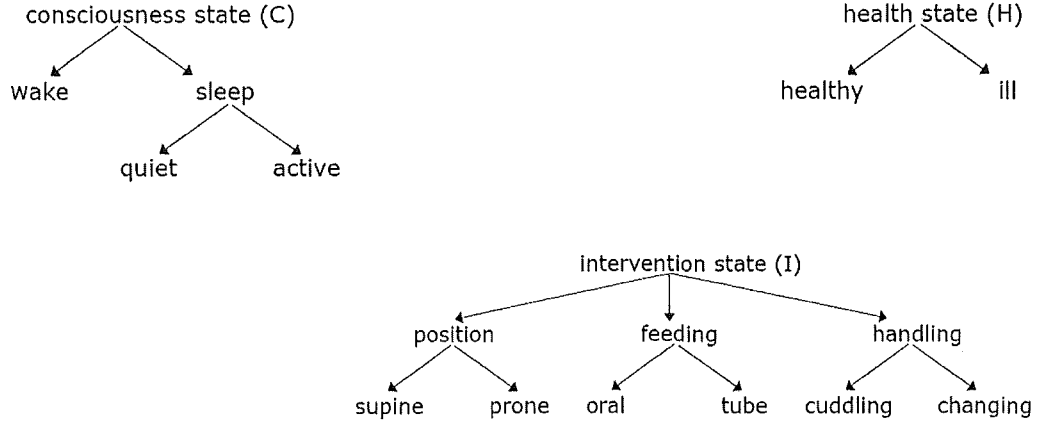 consciousness state (C)
health state (H)
wake
sleep
healthy
ill
quiet
active
intervention state (I)
position
feeding
handling
supine
prone
oral
tube
cuddling
changing